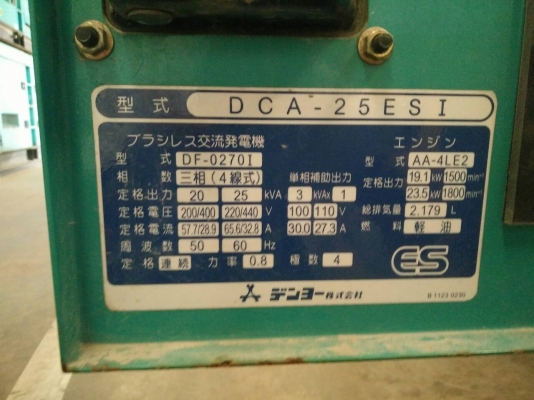 型式 DCA-25ESI
ブラシレス交流発電機 エンジン
型式 DF-0270I 型式 AA-4LE2
相数 三相(4線式) 単相補助出力 19.1 kW 1500 min⁻¹
定格出力 20 25 kVA 3 kVA× 1 定格出力 23.5 kW 1800 min⁻¹
定格電圧 200/400 220/440 V 100 110 V 総排気量 2.179 L
定格電流 57.7/28.9 65.6/32.8 A 30.0 27.3 A 燃料 軽油
周波数 50 60 Hz
定格 連続 力率 0.8 極数 4 ES
デンヨー株式会社